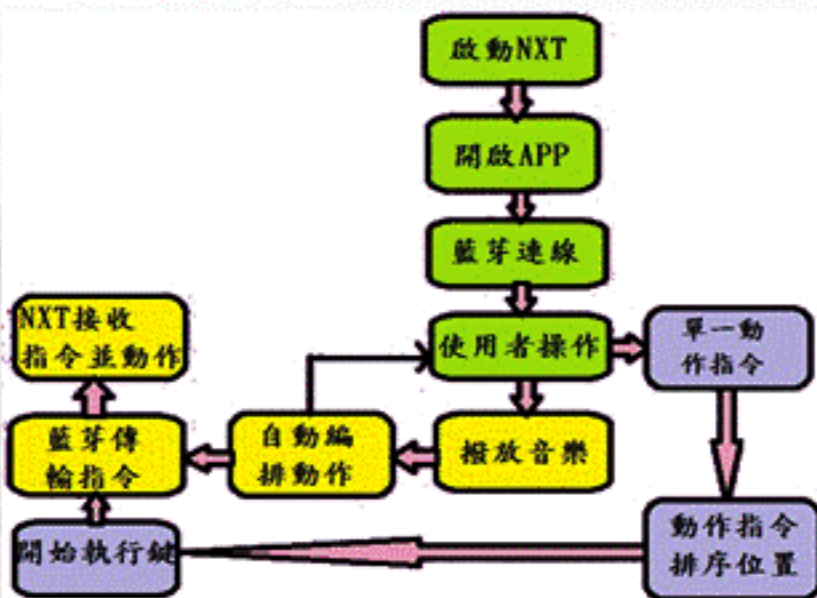 啟動NXT
開啟APP
藍芽連線
使用者操作
單一動
作指令
NXT接收
指令並動作
藍芽傳
輸指令
自動編
排動作
撥放音樂
開始執行鍵
動作指令
排序位置